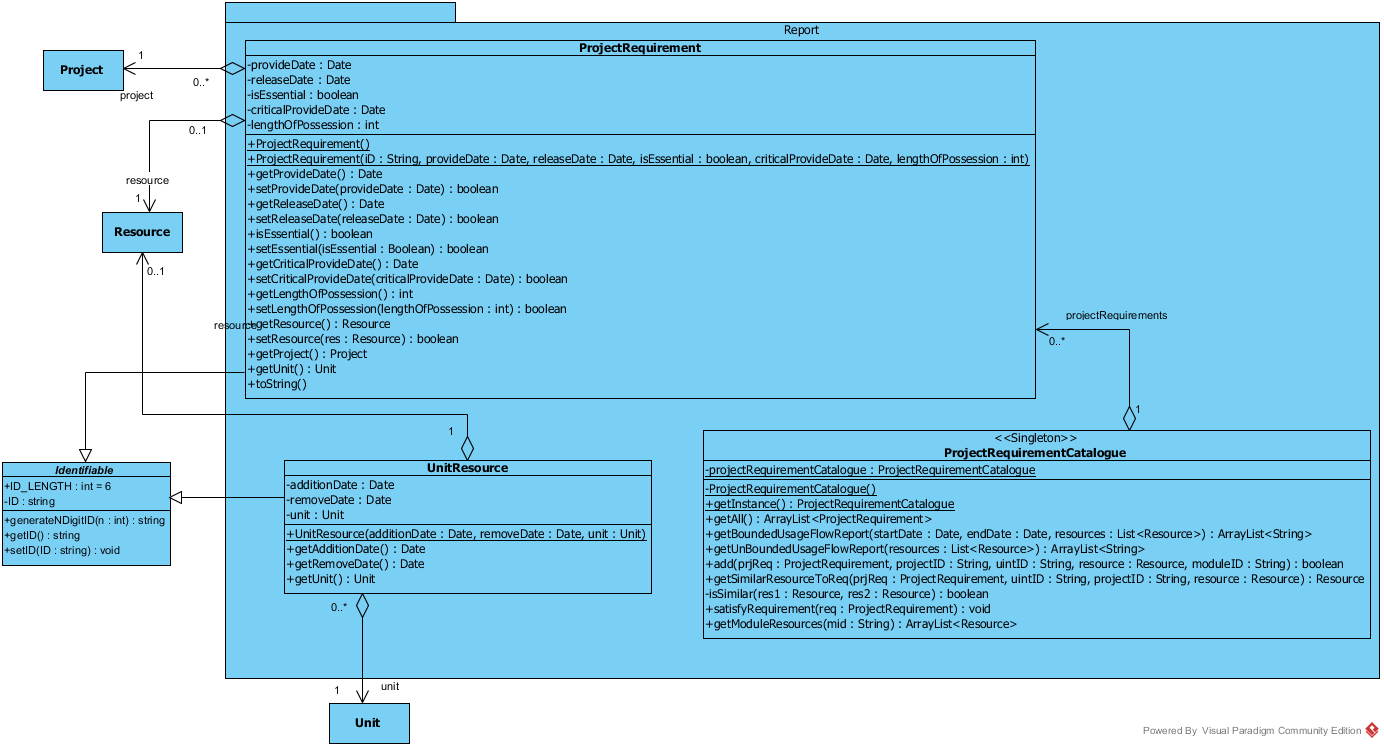 Report
ProjectRequirement
-provideDate : Date
-releaseDate : Date
-isEssential : boolean
-criticalProvideDate : Date
-lengthOfPossession : int
+ProjectRequirement()
+ProjectRequirement(iD : String, provideDate : Date, releaseDate : Date, isEssential : boolean, criticalProvideDate : Date, lengthOfPossession : int)
+getProvideDate() : Date
+setProvideDate(provideDate : Date) : boolean
+getReleaseDate() : Date
+setReleaseDate(releaseDate : Date) : boolean
+isEssential() : boolean
+setEssential(isEssential : Boolean) : boolean
+getCriticalProvideDate() : Date
+setCriticalProvideDate(criticalProvideDate : Date) : boolean
+getLengthOfPossession() : int
+setLengthOfPossession(lengthOfPossession : int) : boolean
+getResource() : Resource
+setResource(res : Resource) : boolean
+getProject() : Project
+getUnit() : Unit
+toString()
Project
1
0..*
project
0..1
resource
1
Resource
0..1
resource
projectRequirements
0..*
1
1
Identifiable
+ID_LENGTH : int = 6
-ID : string
+generateNDigitID(n : int) : string
+getID() : string
+setID(ID : string) : void
UnitResource
-additionDate : Date
-removeDate : Date
-unit : Unit
+UnitResource(additionDate : Date, removeDate : Date, unit : Unit)
+getAdditionDate() : Date
+getRemoveDate() : Date
+getUnit() : Unit
<<Singleton>>
ProjectRequirementCatalogue
-projectRequirementCatalogue : ProjectRequirementCatalogue
-ProjectRequirementCatalogue()
+getInstance() : ProjectRequirementCatalogue
+getAll() : ArrayList<ProjectRequirement>
+getBoundedUsageFlowReport(startDate : Date, endDate : Date, resources : List<Resource>) : ArrayList<String>
+getUnBoundedUsageFlowReport(resources : List<Resource>) : ArrayList<String>
+add(prjReq : ProjectRequirement, projectID : String, uintID : String, resource : Resource, moduleID : String) : boolean
+getSimilarResourceToReq(prjReq : ProjectRequirement, uintID : String, projectID : String, resource : Resource) : Resource
-isSimilar(res1 : Resource, res2 : Resource) : boolean
+satisfyRequirement(req : ProjectRequirement) : void
+getModuleResources(mid : String) : ArrayList<Resource>
0..*
1
unit
Unit
Powered By Visual Paradigm Community Edition